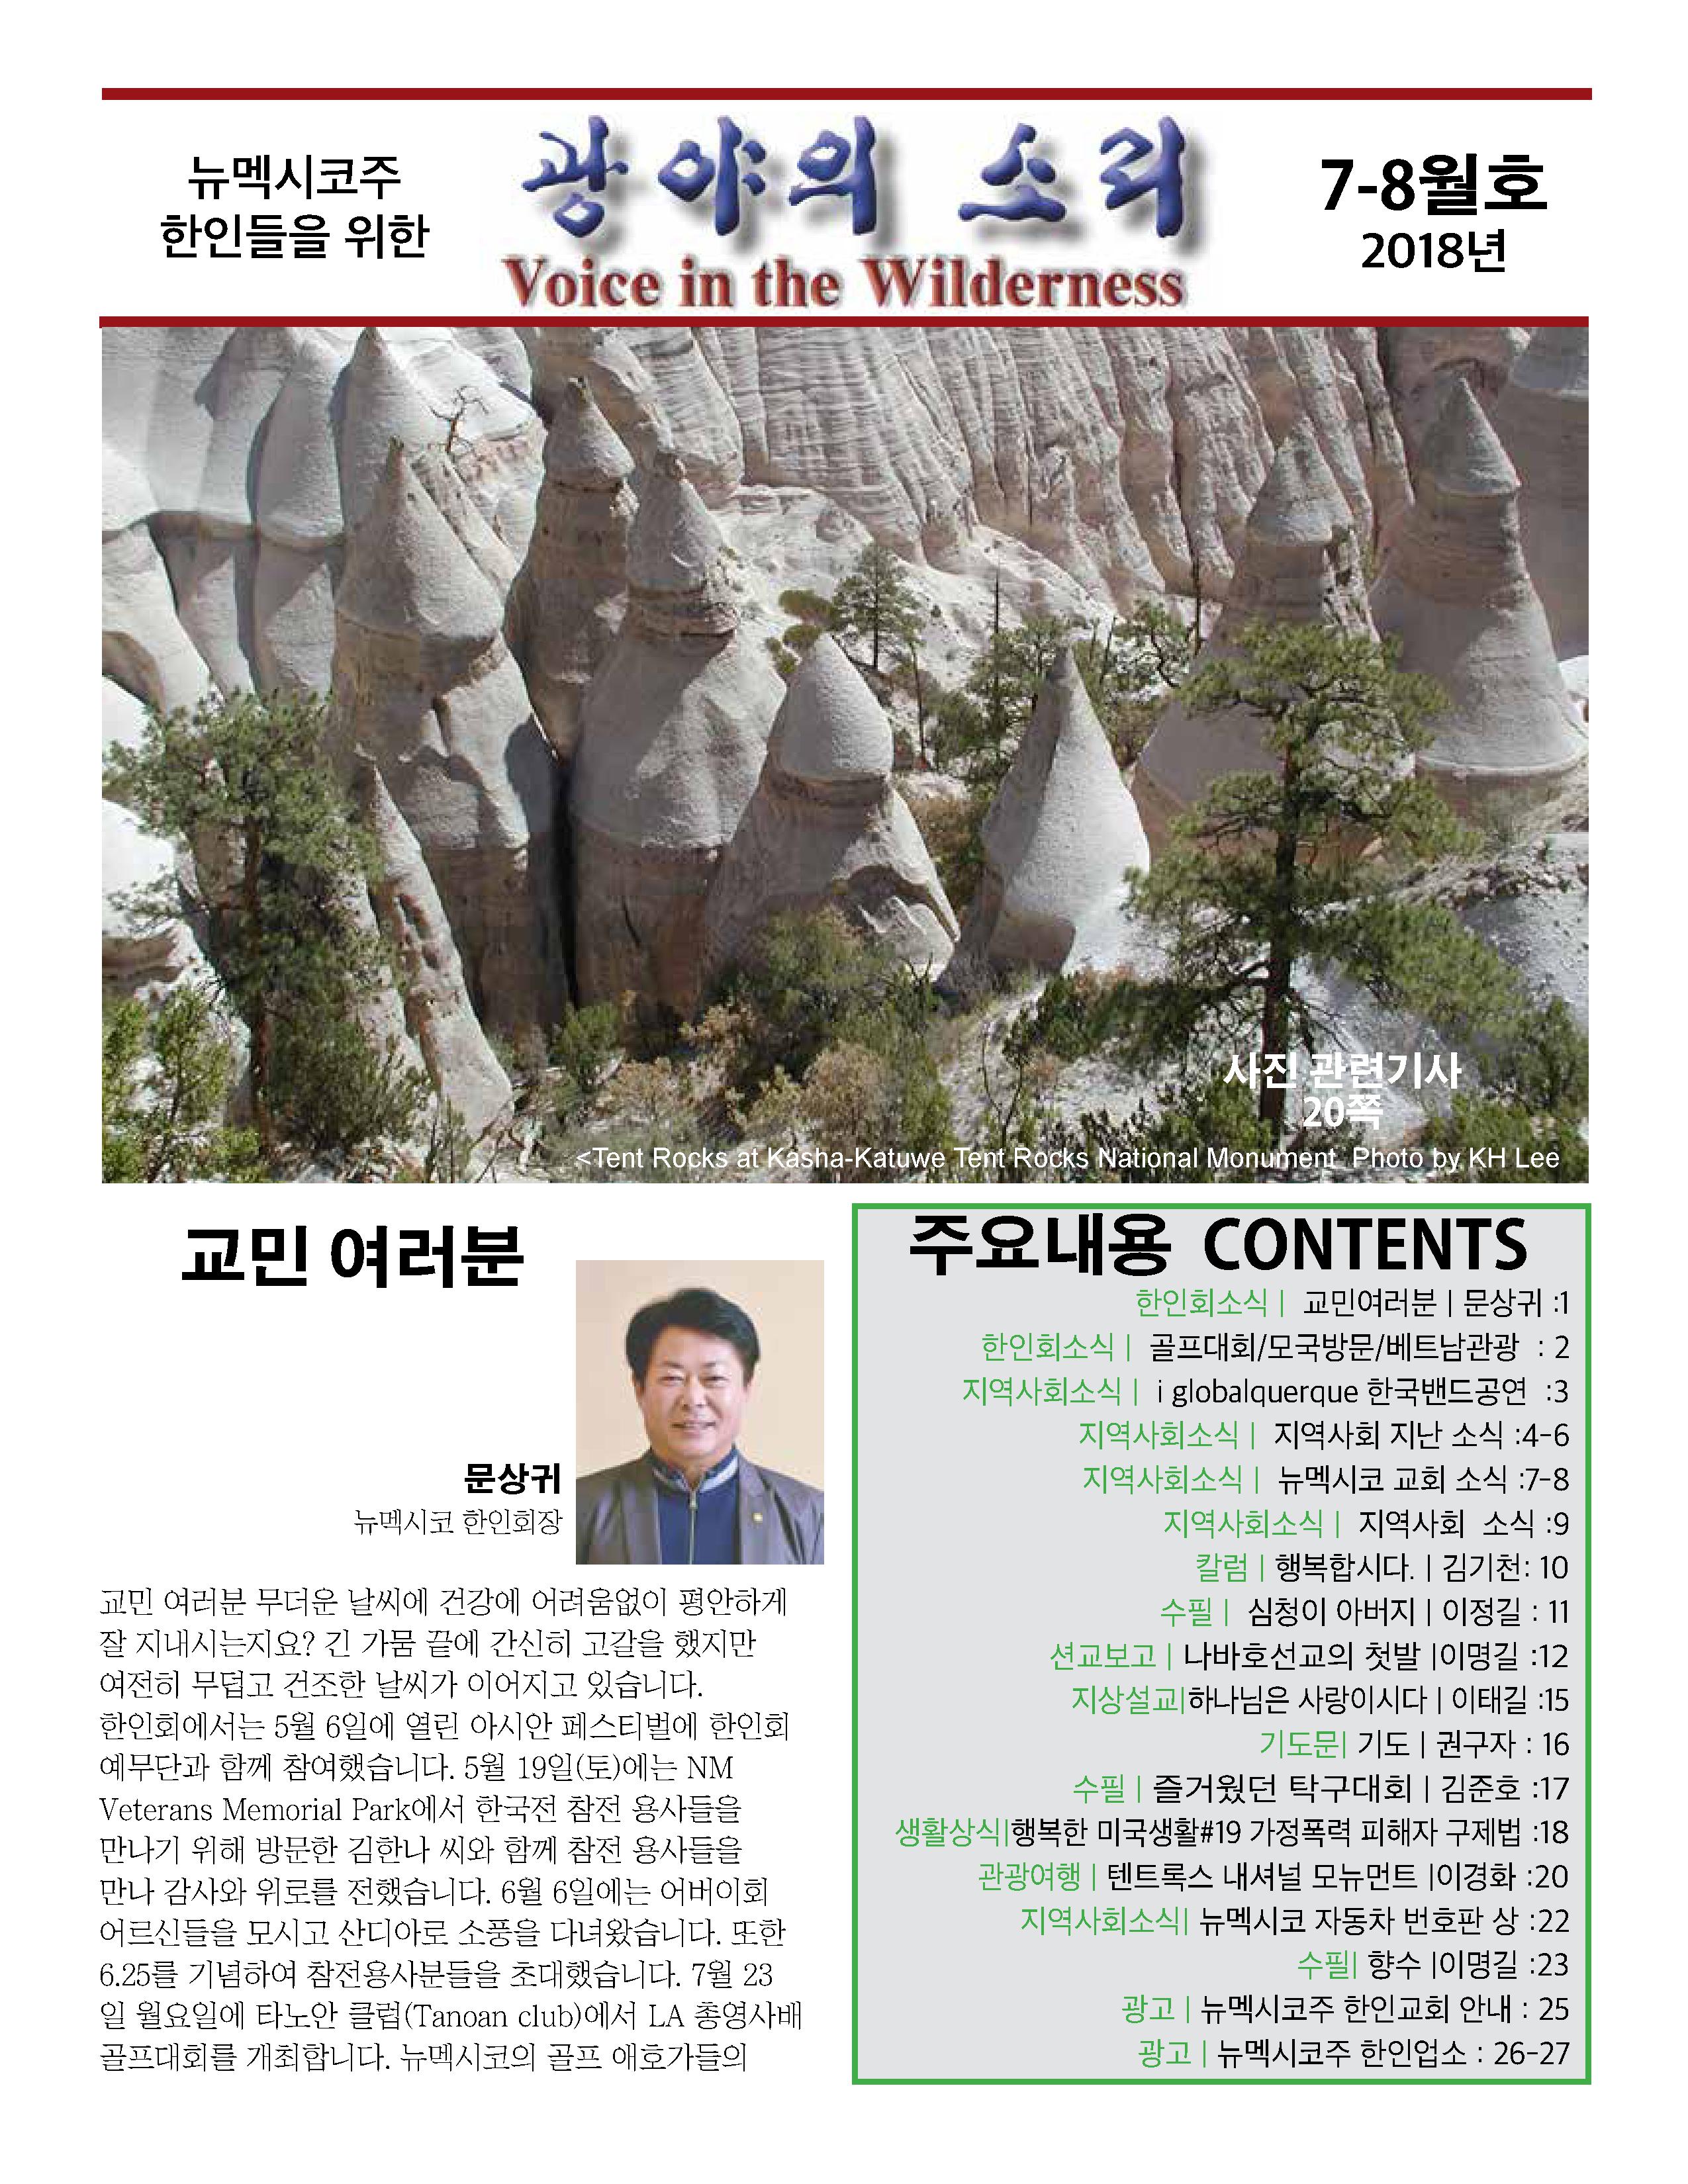 뉴멕시코주
한인들을 위한
광야의 소리
Voice in the Wilderness
7-8월호
2018년
사진 관련기사
20쪽
<Tent Rocks at Kasha-Katuwe Tent Rocks National Monument Photo by KH Lee
교민 여러분
문상귀
뉴멕시코 한인회장
교민 여러분 무더운 날씨에 건강에 어려움없이 평안하게
잘 지내시는지요? 긴 가뭄 끝에 간신히 고갈을 했지만
여전히 무덥고 건조한 날씨가 이어지고 있습니다.
한인회에서는 5월 6일에 열린 아시안 페스티벌에 한인회
예무단과 함께 참여했습니다. 5월 19일(토)에는 NM
Veterans Memorial Park에서 한국전 참전 용사들을
만나기 위해 방문한 김한나 씨와 함께 참전 용사들을
만나 감사와 위로를 전했습니다. 6월 6일에는 어버이회
어르신들을 모시고 산디아로 소풍을 다녀왔습니다. 또한
6.25를 기념하여 참전용사분들을 초대했습니다. 7월 23
일 월요일에 타노안 클럽(Tanoan club)에서 LA 총영사배
골프대회를 개최합니다. 뉴멕시코의 골프 애호가들의
주요내용 CONTENTS
한인회소식 | 교민여러분 | 문상귀 :1
한인회소식 | 골프대회/모국방문/베트남관광 : 2
지역사회소식 | i globalquerque 한국밴드공연 :3
지역사회소식 | 지역사회 지난 소식 :4-6
지역사회소식 | 뉴멕시코 교회 소식 :7-8
지역사회소식 | 지역사회 소식 :9
칼럼 | 행복합시다. | 김기천: 10
수필 | 심청이 아버지 | 이정길 : 11
션교보고 | 나바호선교의 첫발 |이명길 :12
지상설교|하나님은 사랑이시다 | 이태길 :15
기도문| 기도 | 권구자 : 16
수필 | 즐거웠던 탁구대회 | 김준호 :17
생활상식|행복한 미국생활#19 가정폭력 피해자 구제법 :18
관광여행 | 텐트록스 내셔널 모뉴먼트 |이경화 :20
지역사회소식| 뉴멕시코 자동차 번호판 상 :22
수필| 향수 |이명길 :23
광고 | 뉴멕시코주 한인교회 안내 : 25
광고 | 뉴멕시코주 한인업소 : 26-27